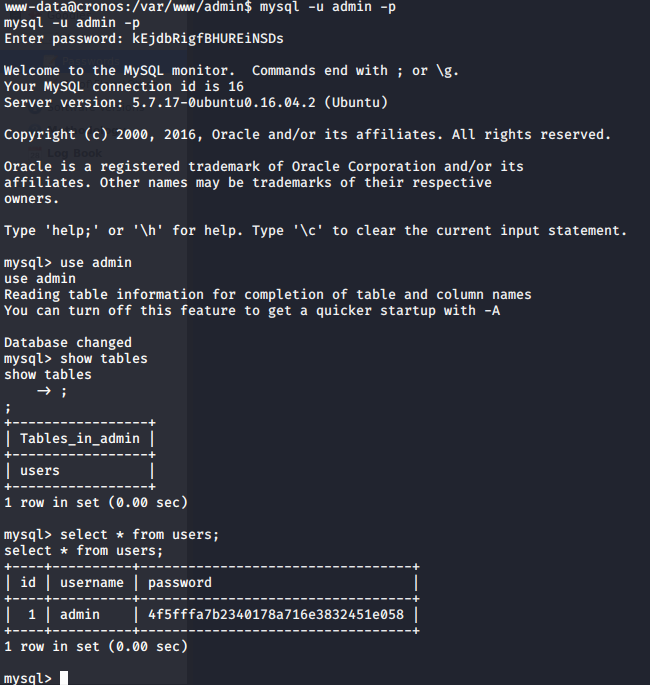 www-data@cronos:/var/www/admin$ mysql -u admin -p
mysql -u admin -p
Enter password: kEjdbRigfBHUREiNSDs
Welcome to the MySQL monitor.  Commands end with ; or \g.
Your MySQL connection id is 16
Server version: 5.7.17-0ubuntu0.16.04.2 (Ubuntu)
Copyright (c) 2000, 2016, Oracle and/or its affiliates. All rights reserved.
Oracle is a registered trademark of Oracle Corporation and/or its
affiliates. Other names may be trademarks of their respective
owners.
Type 'help;' or '\h' for help. Type '\c' to clear the current input statement.
mysql> use admin
use admin
Reading table information for completion of table and column names
You can turn off this feature to get a quicker startup with -A
Database changed
mysql> show tables
show tables
    -> ;
;
+-----------------+
| Tables_in_admin |
+-----------------+
| users           |
+-----------------+
1 row in set (0.00 sec)
mysql> select * from users;
select * from users;
+----+----------+----------------------------------+
| id | username | password                         |
+----+----------+----------------------------------+
|  1 | admin    | 4f5fffa7b2340178a716e3832451e058 |
+----+----------+----------------------------------+
1 row in set (0.00 sec)
mysql>